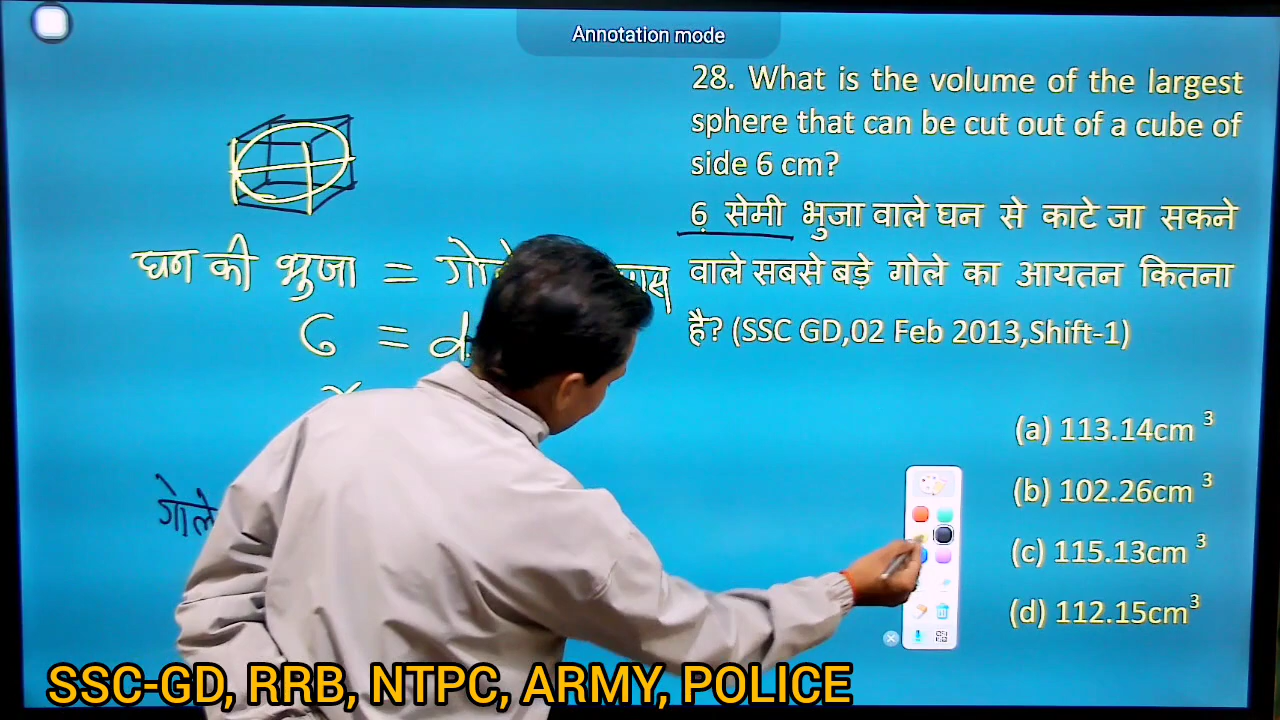 Annotation mode
28. What is the volume of the largest
sphere that can be cut out of a cube of
side 6 cm?
6 सेमी भुजा वाले घन से काटे जा सकने
वाले सबसे बड़े गोले का आयतन कितना
है? (SSC GD,02 Feb 2013,Shift-1)
(a) 113.14cm ³
(b) 102.26cm ³
(c) 115.13cm ³
(d) 112.15cm³
घन की भुजा =
6 = d
गोले
SSC-GD, RRB, NTPC, ARMY, POLICE